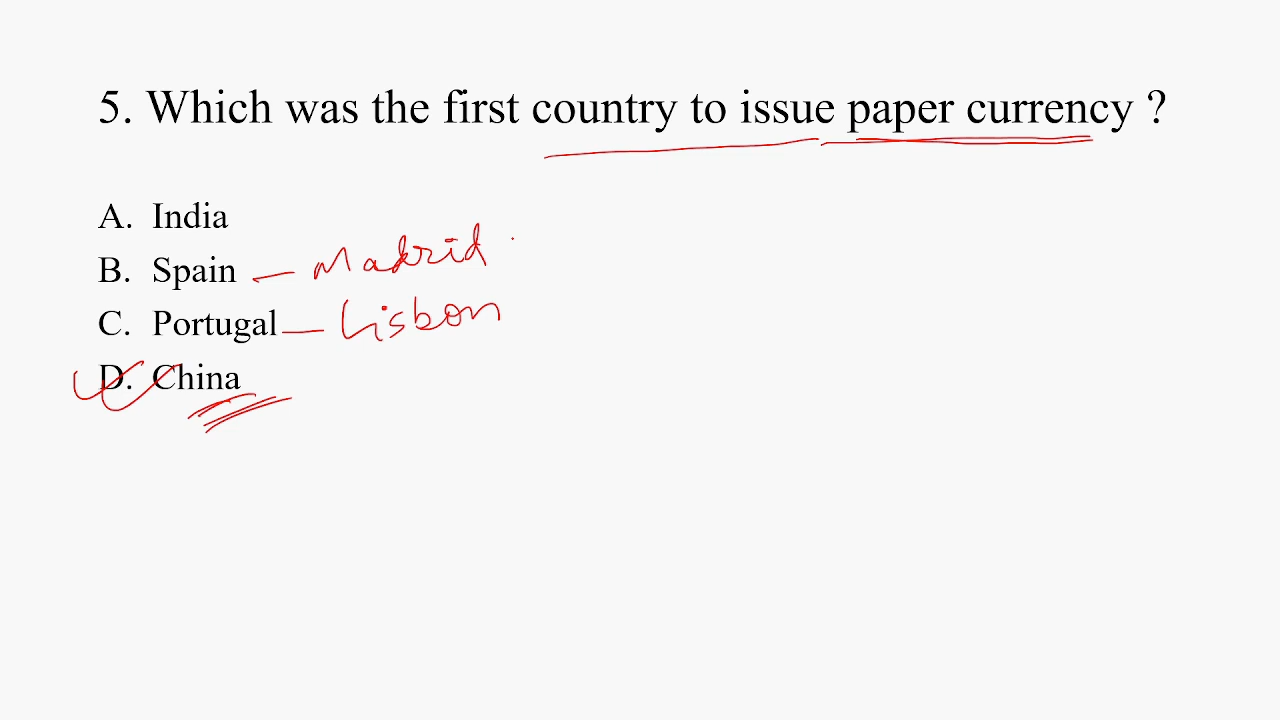 5. Which was the first country to issue paper currency ?
A. India
B. Spain — Madrid
C. Portugal — Lisbon
D. China